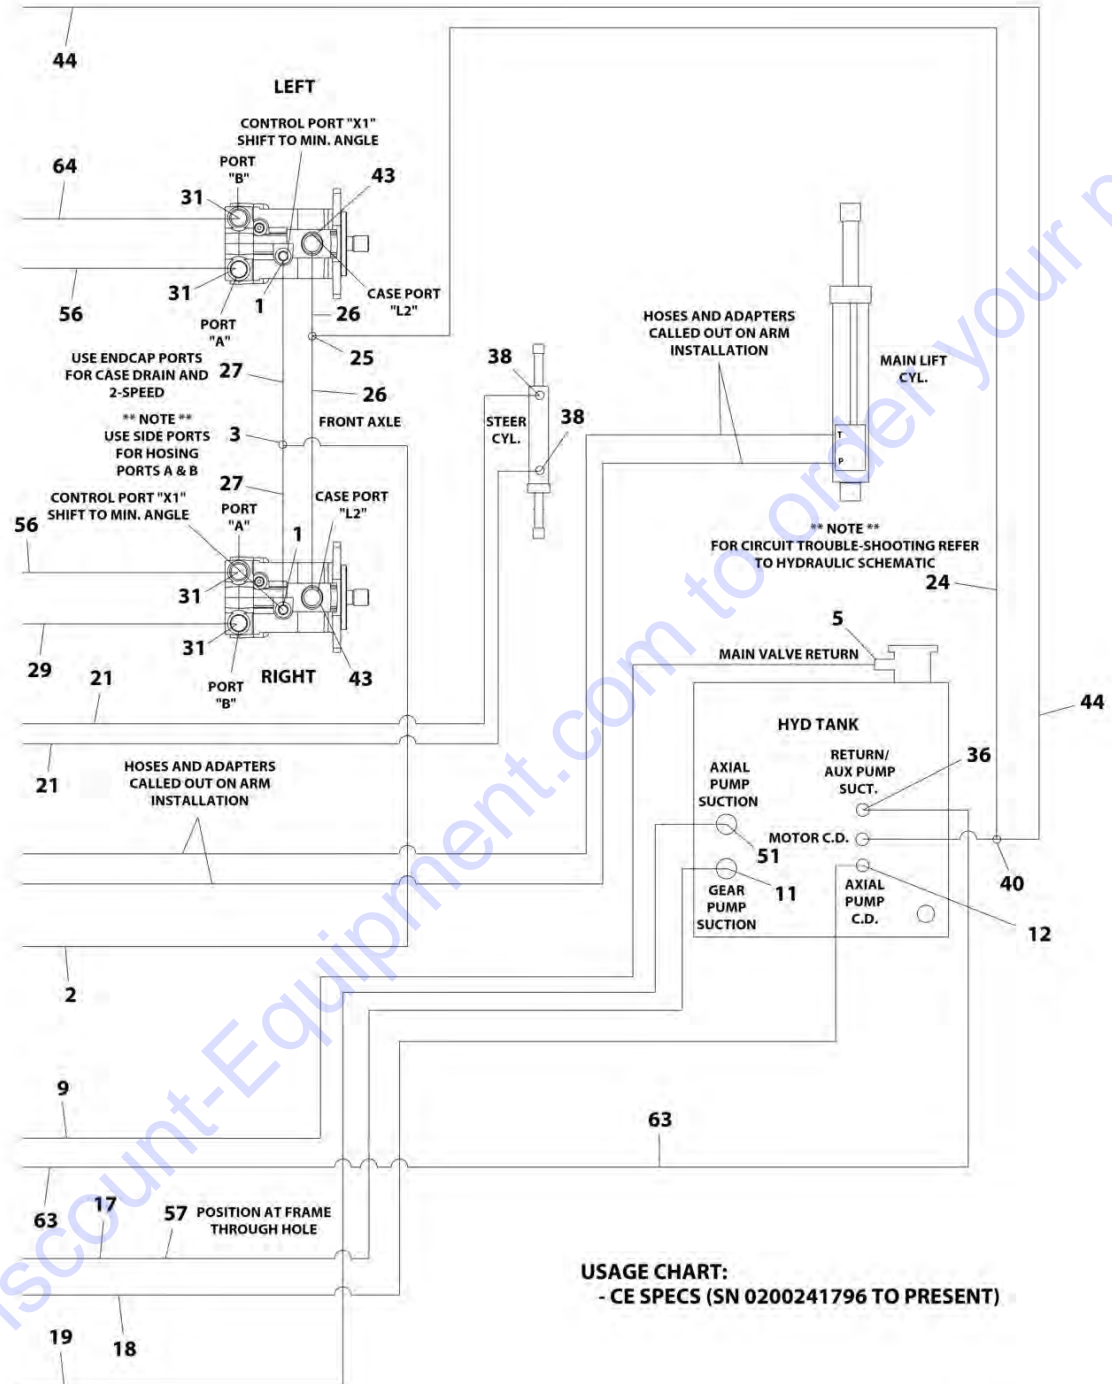 44
LEFT
CONTROL PORT "X1"
SHIFT TO MIN. ANGLE
PORT
"B"
64
31
43
31
1
CASE PORT
"L2"
56
PORT
"A"
26
25
USE ENDCAP PORTS
FOR CASE DRAIN AND
2-SPEED
27
26
** NOTE **
USE SIDE PORTS
FOR HOSING
PORTS A & B
3
FRONT AXLE
27
CONTROL PORT "X1"
SHIFT TO MIN. ANGLE
PORT
"A"
CASE PORT
"L2"
56
1
31
31
29
PORT
"B"
RIGHT
43
38
38
STEER
CYL.
HOSES AND ADAPTERS
CALLED OUT ON ARM
INSTALLATION
MAIN LIFT
CYL.
T
P
** NOTE **
FOR CIRCUIT TROUBLE-SHOOTING REFER
TO HYDRAULIC SCHEMATIC
24
5
MAIN VALVE RETURN
44
HYD TANK
AXIAL
PUMP
SUCTION
RETURN/
AUX PUMP
SUCT.
36
MOTOR C.D.
51
40
GEAR
PUMP
SUCTION
11
AXIAL
PUMP
C.D.
12
21
21
HOSES AND ADAPTERS
CALLED OUT ON ARM
INSTALLATION
2
9
63
63
17
57
POSITION AT FRAME
THROUGH HOLE
18
19
USAGE CHART:
- CE SPECS (SN 0200241796 TO PRESENT)
iscount-Equipment.com to order your p